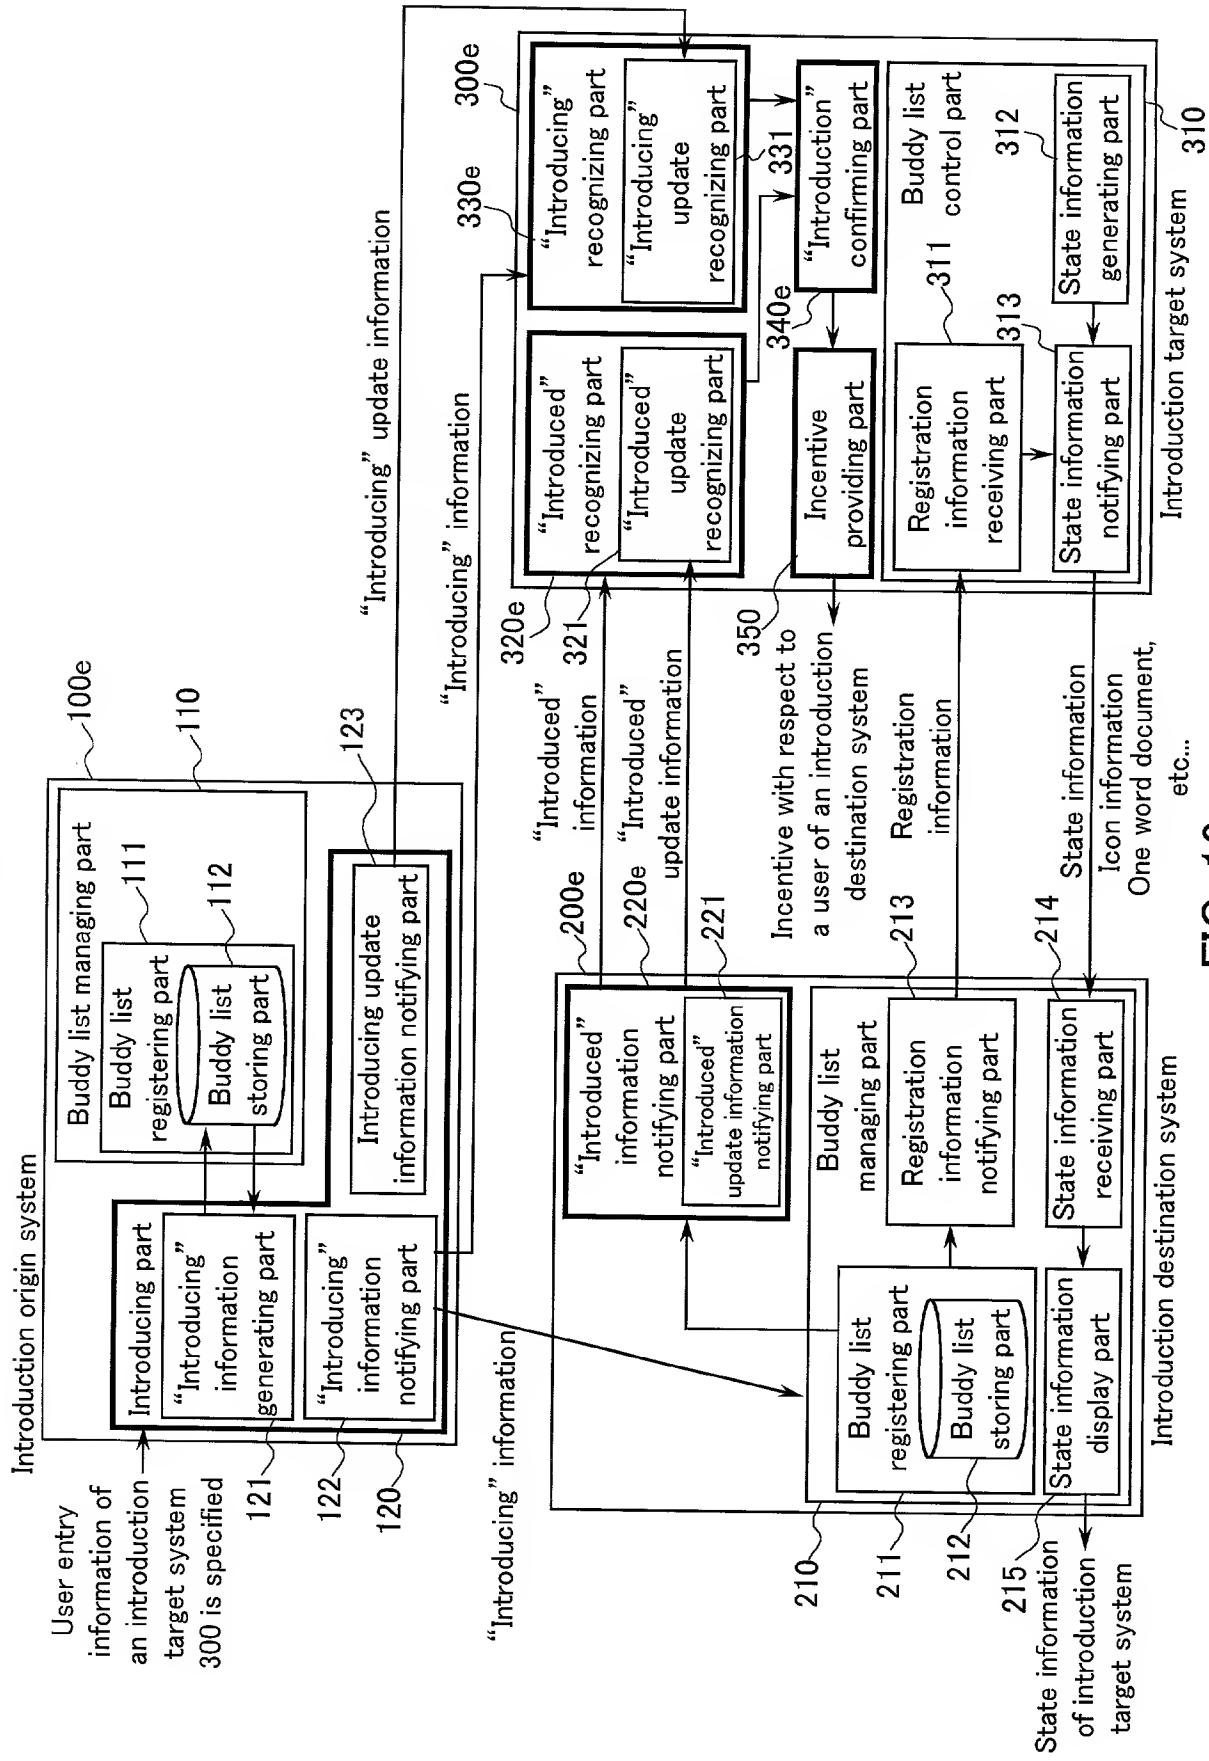 Introduction origin system
100e
Buddy list managing part
110
Buddy list
registering part
111
Buddy list
storing part
112
User entry
information of
an introduction
target system
300 is specified
Introducing part
“Introducing”
information
generating part
121
“Introducing”
information
notifying part
122
120
Introducing update
information notifying part
123
“Introducing” update information
“Introducing” information
“Introducing” information
200e
“Introduced”
information
notifying part
220e
“Introduced”
update information
notifying part
221
Buddy list
managing part
210
Buddy list
registering part
211
Buddy list
storing part
212
Registration
information
notifying part
213
State information
receiving part
214
State information
display part
215
State information
of introduction
target system
Introduction destination system
“Introduced”
information
“Introduced”
update information
Incentive with respect to
a user of an introduction
destination system
Registration
information
State information
Icon information
One word document,
etc...
300e
“Introduced”
recognizing part
320e
“Introduced”
update
recognizing part
321
“Introducing”
recognizing part
330e
“Introducing”
update
recognizing part
331
Incentive
providing part
350
“Introduction”
confirming part
340e
Buddy list
control part
310
Registration
information
receiving part
311
State information
notifying part
313
State information
generating part
312
Introduction target system